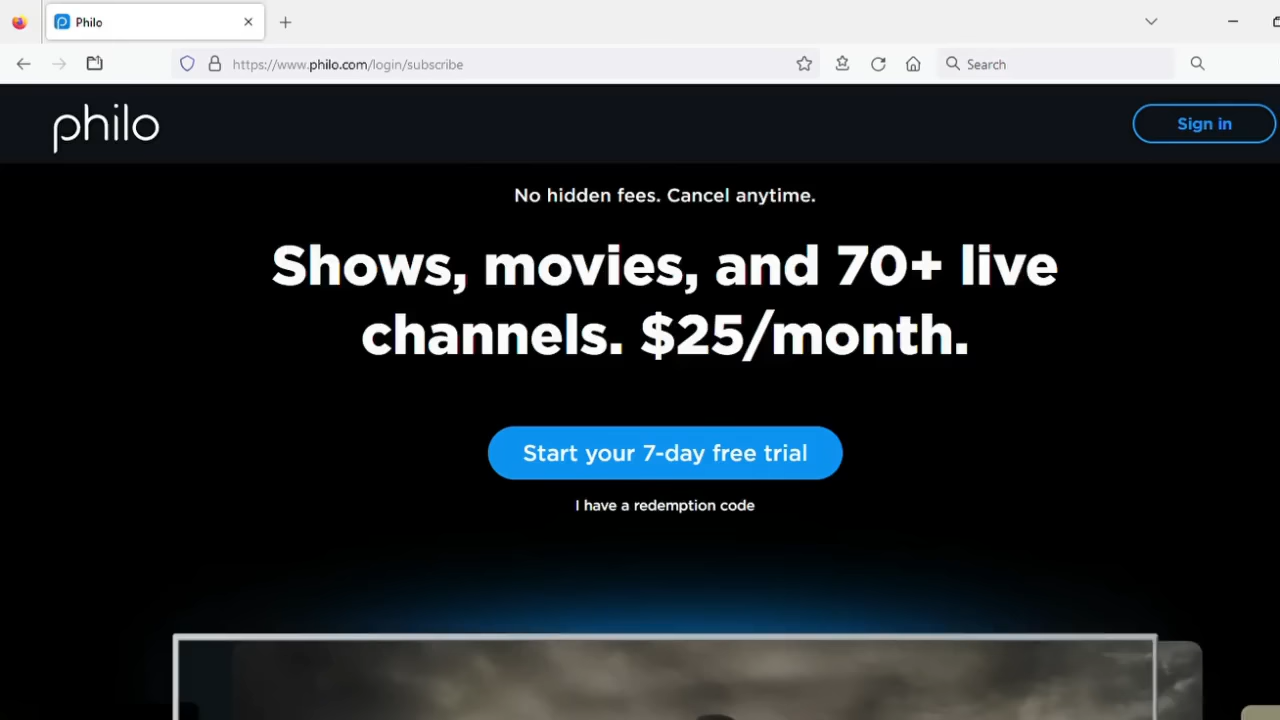 Philo
https://www.philo.com/login/subscribe
Search
philo
Sign in
No hidden fees. Cancel anytime.
Shows, movies, and 70+ live
channels. $25/month.
Start your 7-day free trial
I have a redemption code